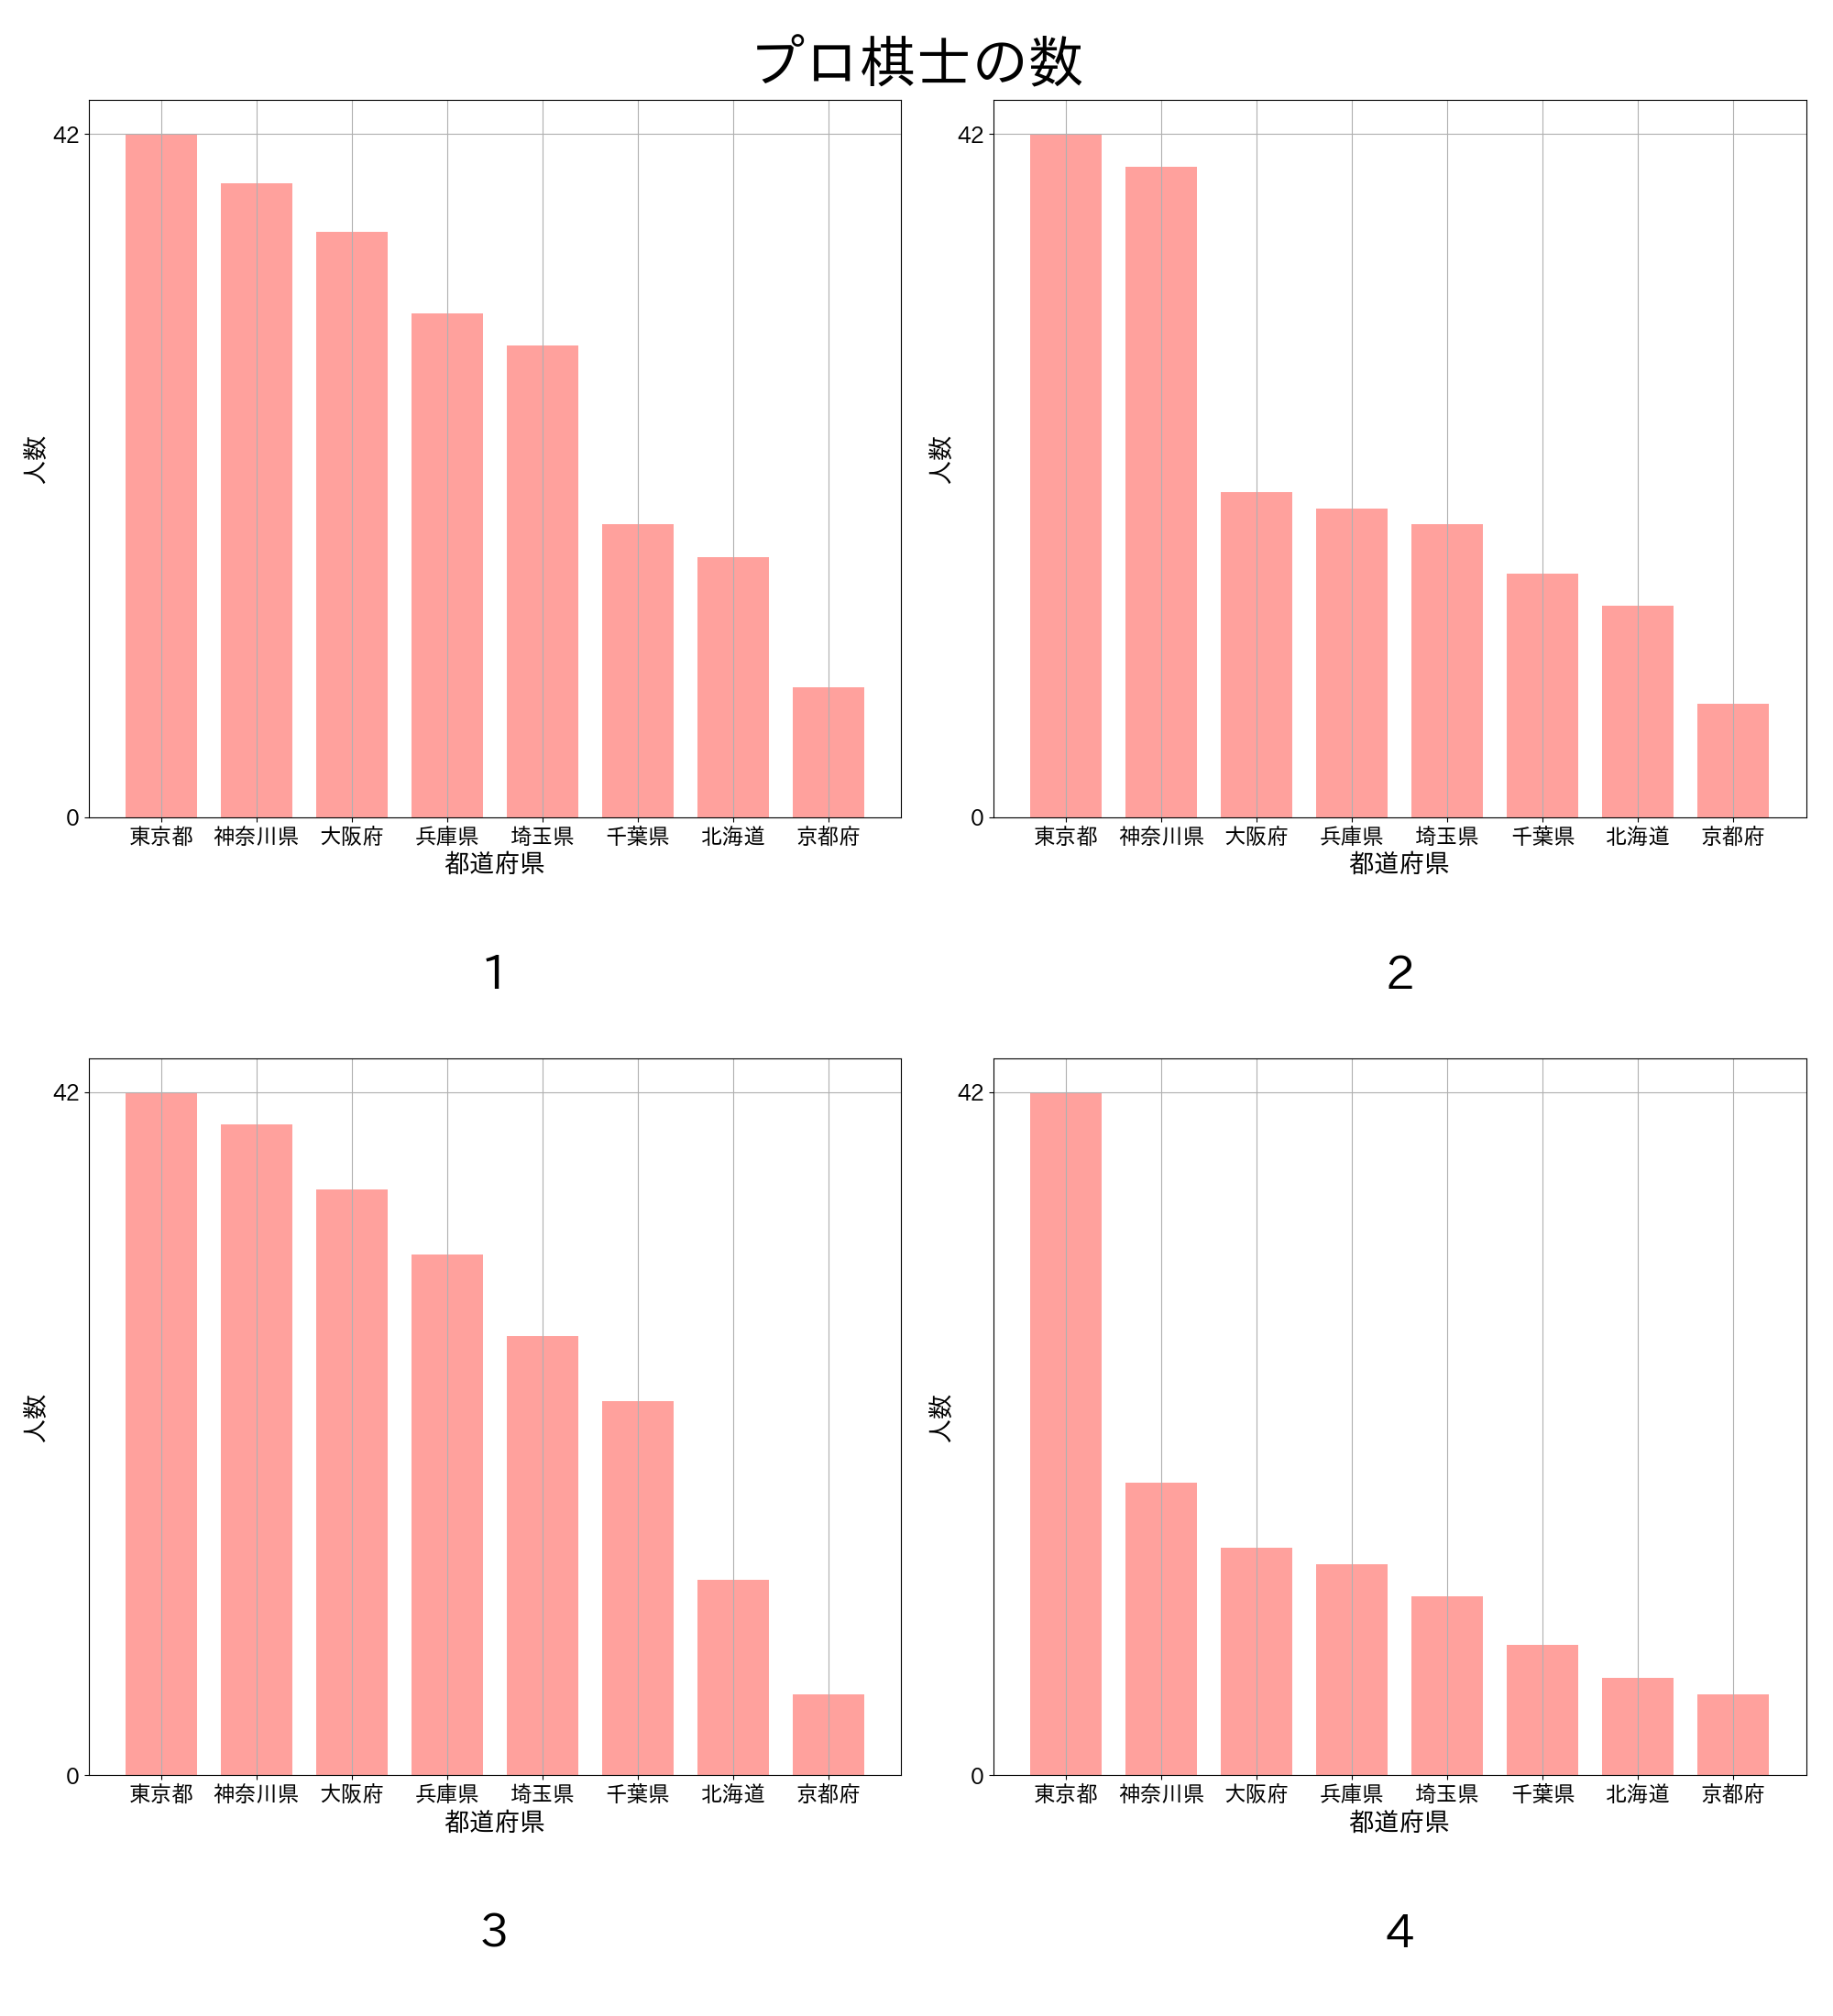 プロ棋士の数
42
0
人数
東京都 神奈川県 大阪府 兵庫県 埼玉県 千葉県 北海道 京都府
都道府県
1
42
0
人数
東京都 神奈川県 大阪府 兵庫県 埼玉県 千葉県 北海道 京都府
都道府県
2
42
0
人数
東京都 神奈川県 大阪府 兵庫県 埼玉県 千葉県 北海道 京都府
都道府県
3
42
0
人数
東京都 神奈川県 大阪府 兵庫県 埼玉県 千葉県 北海道 京都府
都道府県
4